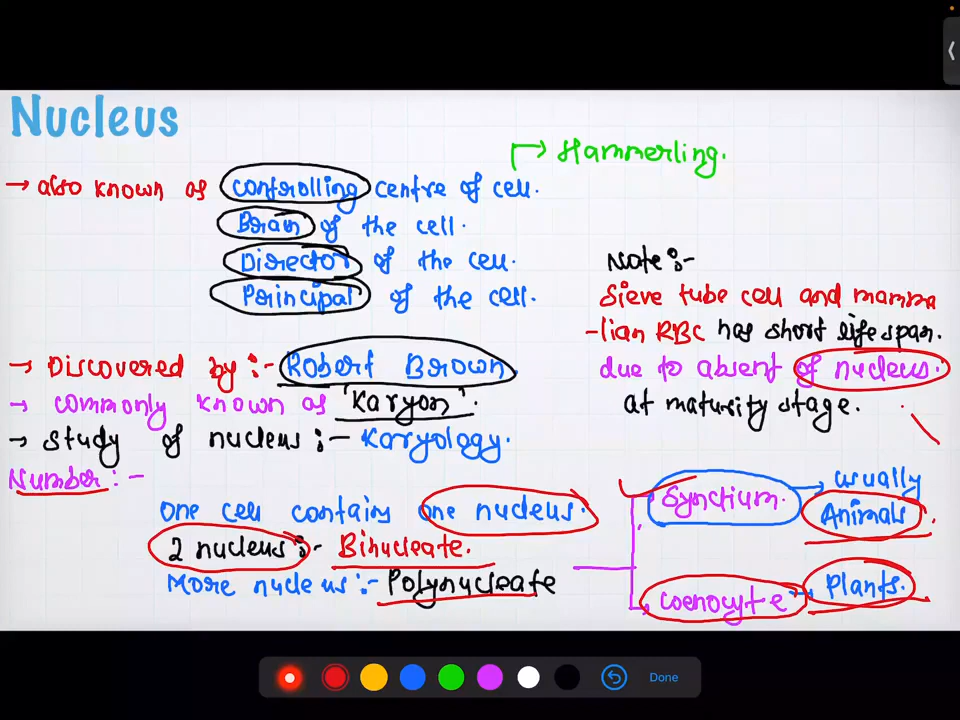 Nucleus
Hammerling.
→ also known as controlling centre of cell.
Brain of the cell.
Director of the cell.
Principal of the cell.
Note:-
Sieve tube cell and mamma
-lian RBC has short lifespan.
due to absent of nucleus.
at maturity stage.
→ Discovered by:- Robert Brown.
→ commonly known as "Karyon".
→ study of nucleus:- Karyology.
Number:-
One cell contains one nucleus.
2 nucleus:- Binucleate.
More nucleus:- Polynucleate
Synctium. → usually
Animals.
Coenocyte → Plants.
Done